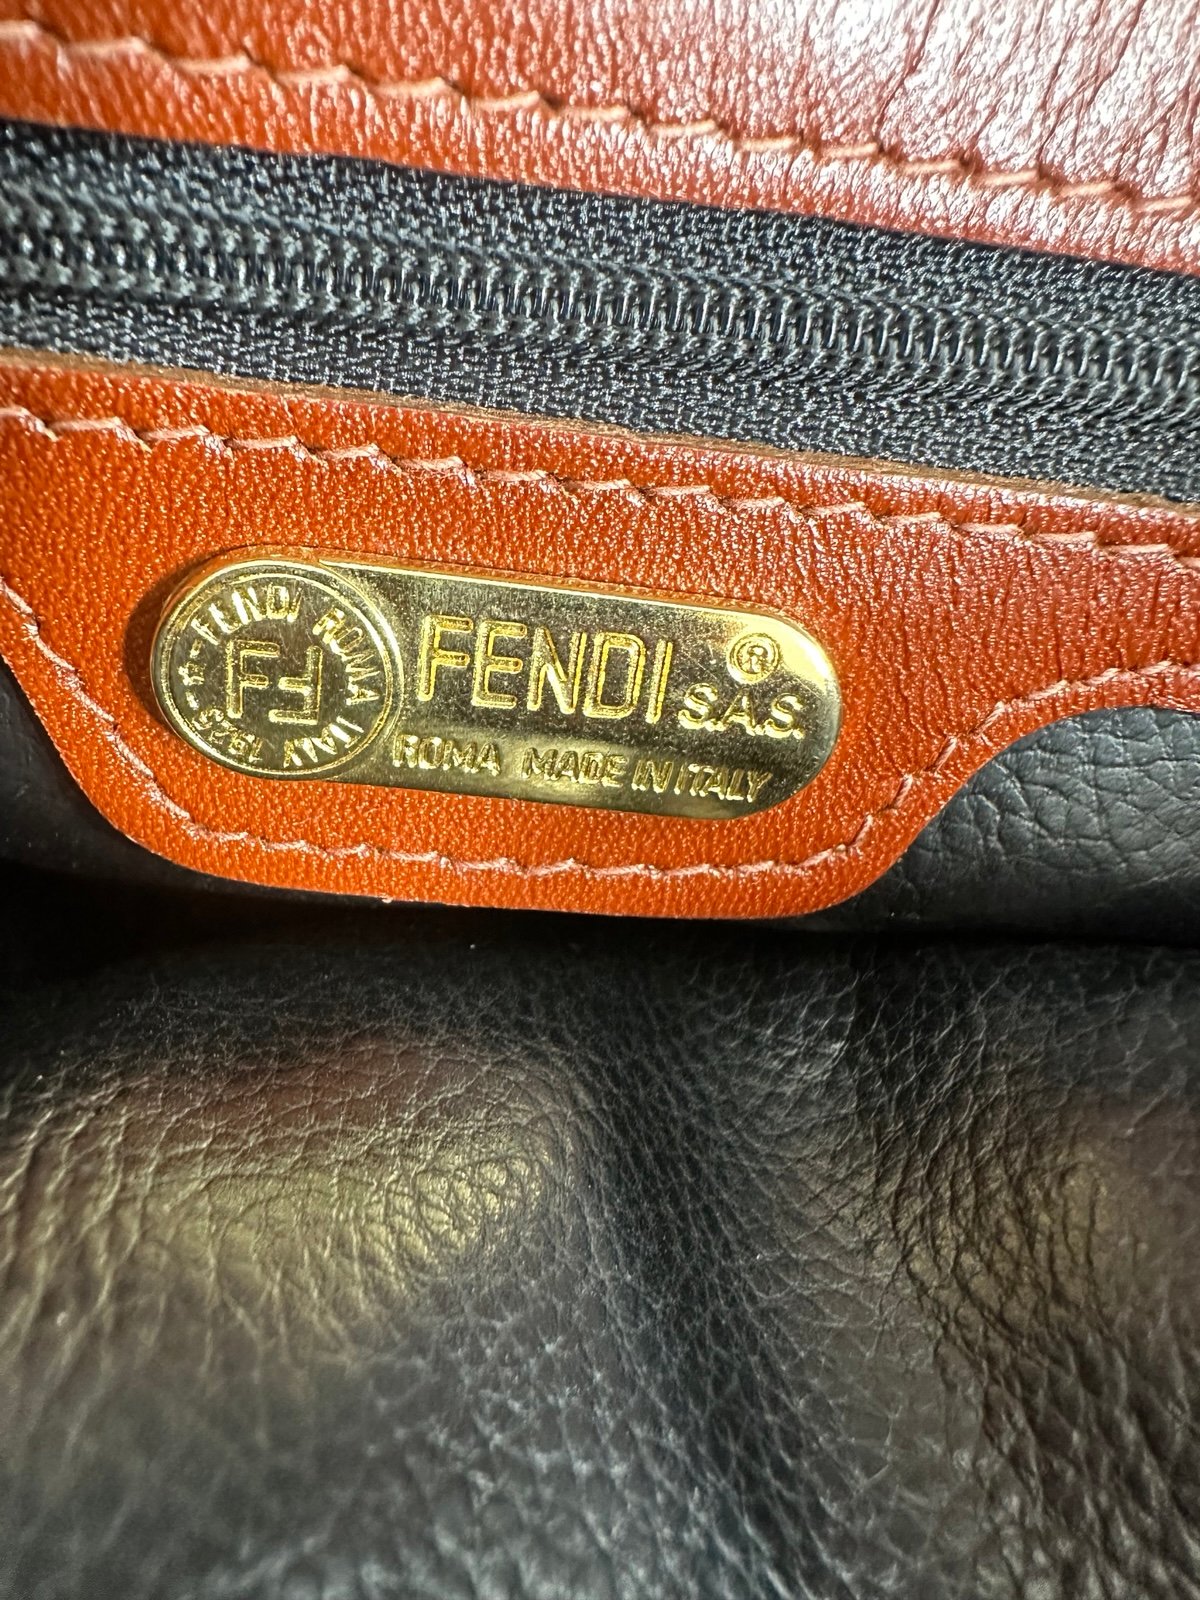 FENDI ROMA ITALY 1925
FF
FENDI ®
S.A.S.
ROMA MADE IN ITALY